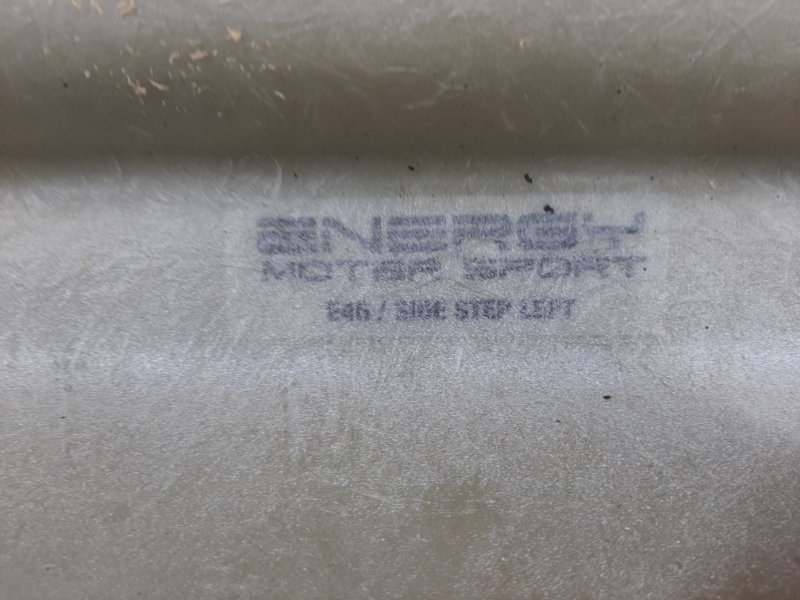 ENERGY
MOTOR SPORT
E46 / SIDE STEP LEFT